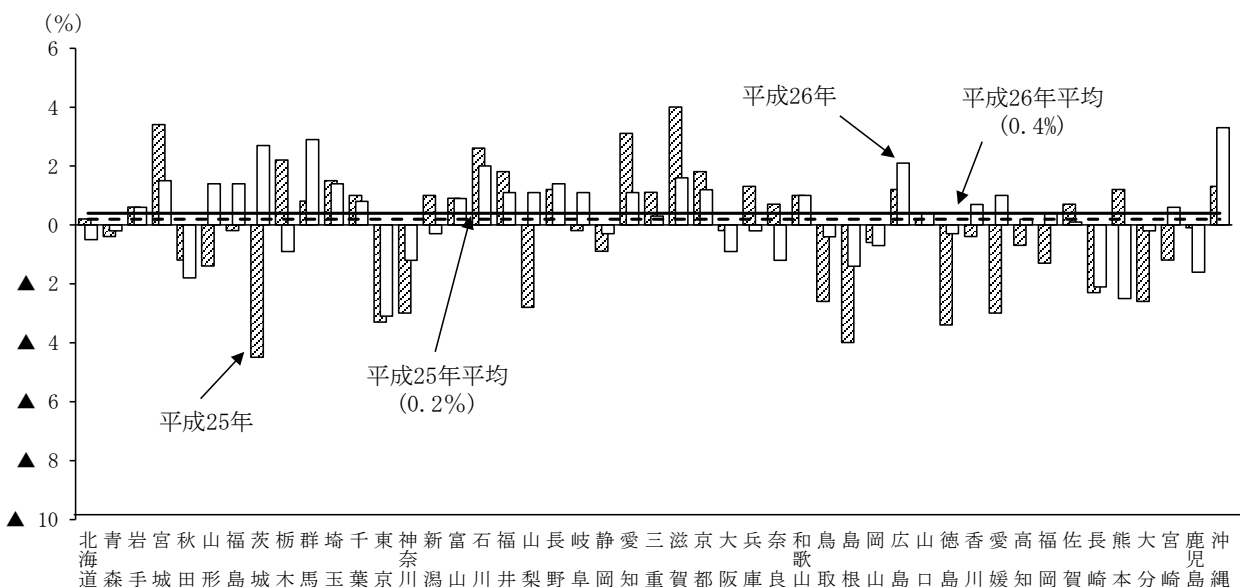 (%)
6
4
2
0
▲ 2
▲ 4
▲ 6
▲ 8
▲ 10
平成26年
平成26年平均
(0.4%)
平成25年平均
(0.2%)
平成25年
北海道
青森
岩手
宮城
秋田
山形
福島
茨城
栃木
群馬
埼玉
千葉
東京
神奈川
新潟
富山
石川
福井
山梨
長野
岐阜
静岡
愛知
三重
滋賀
京都
大阪
兵庫
奈良
和歌山
鳥取
島根
岡山
広島
山口
徳島
香川
愛媛
高知
福岡
佐賀
長崎
熊本
大分
宮崎
鹿児島
沖縄